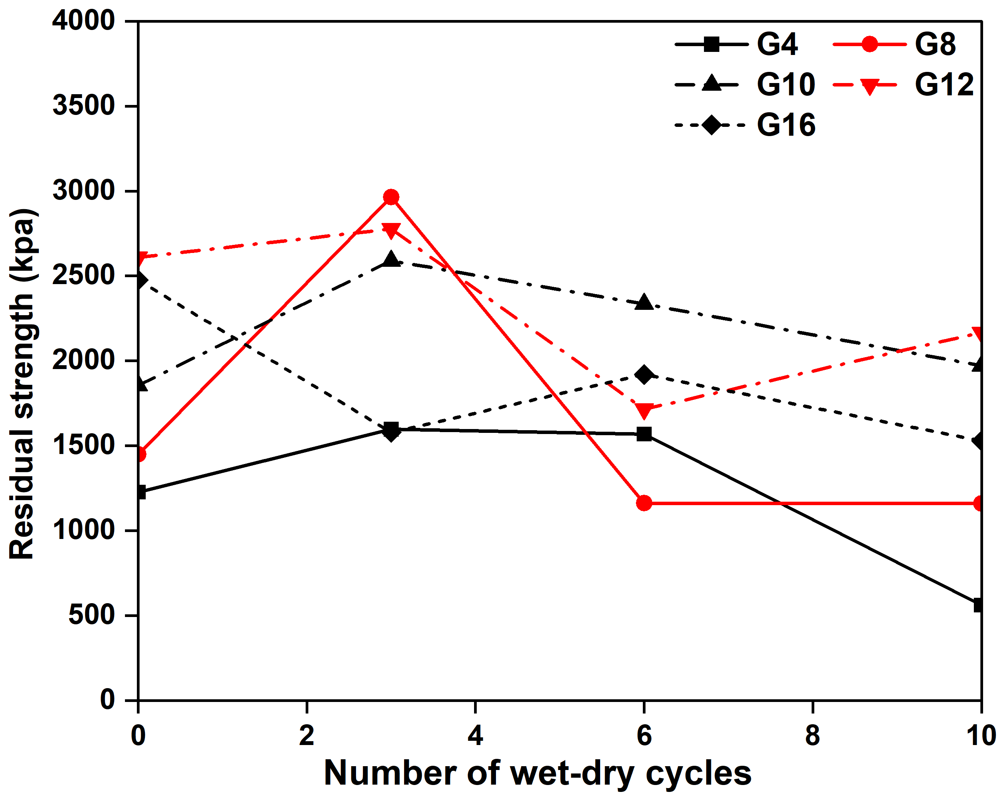 4000
3500
3000
2500
2000
1500
1000
500
0
Residual strength (kpa)
G4 G8
G10 G12
G16
0 2 4 6 8 10
Number of wet-dry cycles